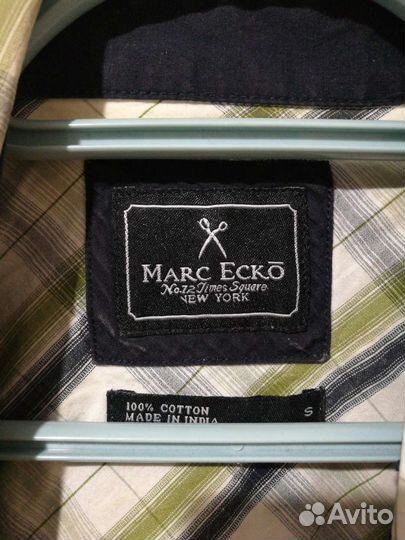 MARC ECKŌ
No.72 Times Square
NEW YORK
100% COTTON
MADE IN INDIA
S
Avito